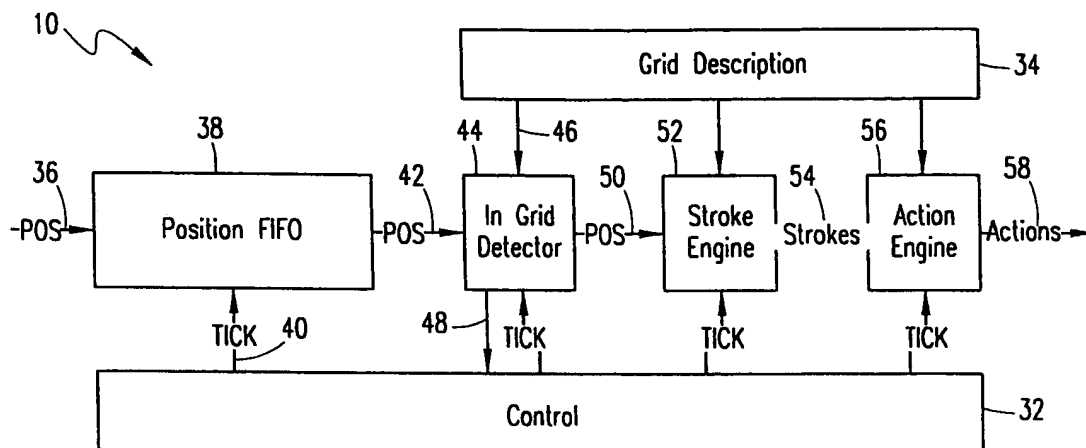 10
Grid Description
34
36
38
42
44
46
50
52
54
56
58
POS
Position FIFO
POS
In Grid
Detector
POS
Stroke
Engine
Strokes
Action
Engine
Actions
TICK
40
48
TICK
TICK
TICK
Control
32